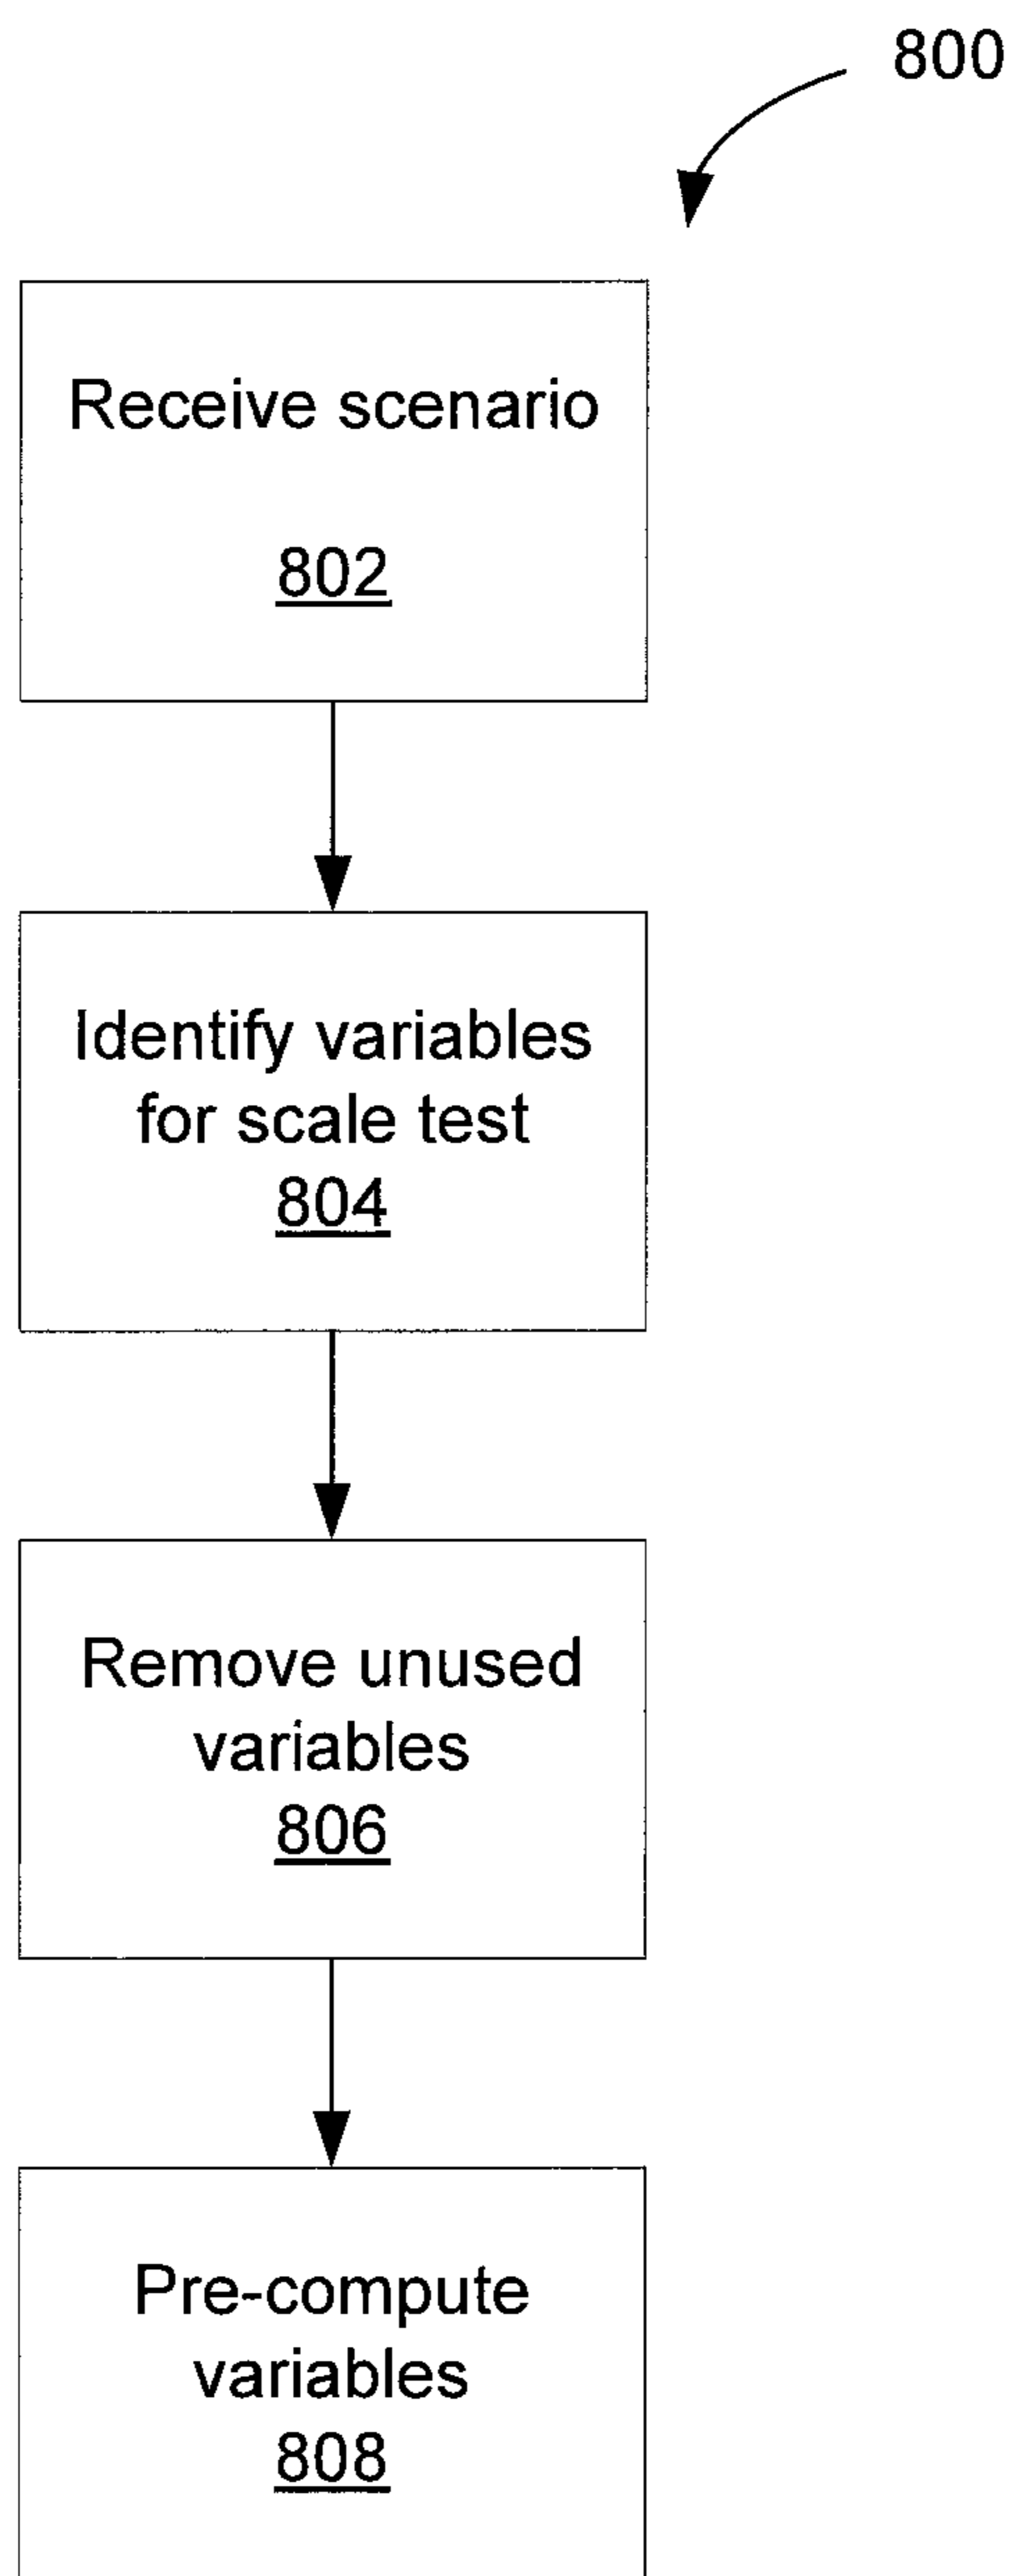 800
Receive scenario
802
Identify variables
for scale test
804
Remove unused
variables
806
Pre-compute
variables
808